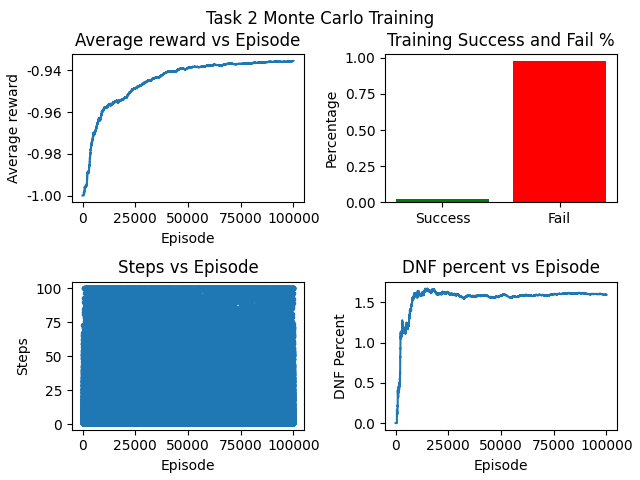 Task 2 Monte Carlo Training
Average reward vs Episode
Average reward
-0.94
-0.96
-0.98
-1.00
0 25000 50000 75000 100000
Episode
Training Success and Fail %
Percentage
1.00
0.75
0.50
0.25
0.00
Success Fail
Steps vs Episode
Steps
100
75
50
25
0
0 25000 50000 75000 100000
Episode
DNF percent vs Episode
DNF Percent
1.5
1.0
0.5
0.0
0 25000 50000 75000 100000
Episode